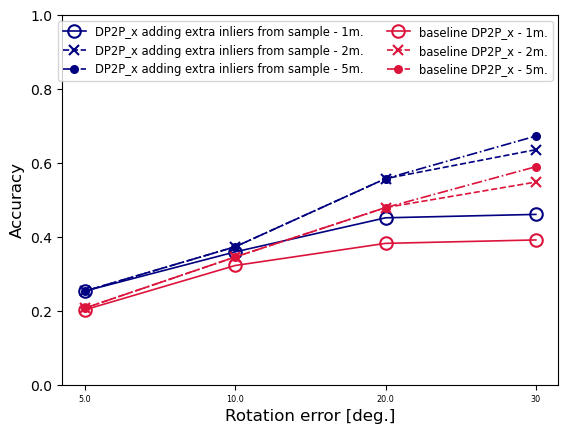 DP2P_x adding extra inliers from sample - 1m.
DP2P_x adding extra inliers from sample - 2m.
DP2P_x adding extra inliers from sample - 5m.
baseline DP2P_x - 1m.
baseline DP2P_x - 2m.
baseline DP2P_x - 5m.
1.0
0.8
0.6
0.4
0.2
0.0
Accuracy
5.0
10.0
20.0
30
Rotation error [deg.]